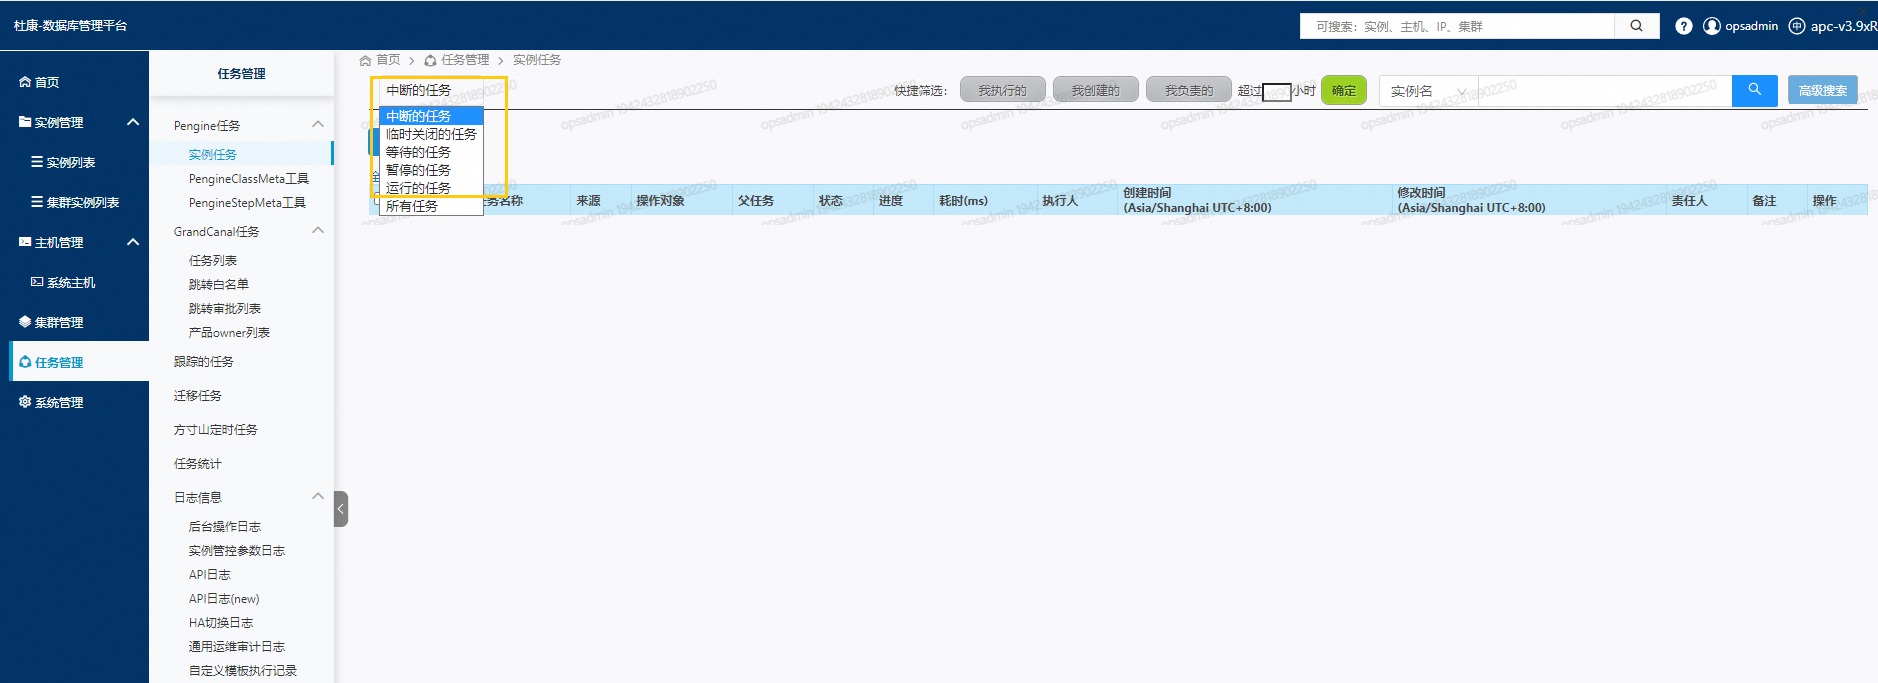 杜康-数据库管理平台
可搜索：实例、主机、IP、集群
opsadmin
apc-v3.9xR
首页
实例管理
实例列表
集群实例列表
主机管理
系统主机
集群管理
任务管理
系统管理
任务管理
Pengine任务
实例任务
PengineClassMeta工具
PengineStepMeta工具
GrandCanal任务
任务列表
跳转白名单
跳转审批列表
产品owner列表
跟踪的任务
迁移任务
方寸山定时任务
任务统计
日志信息
后台操作日志
实例管控参数日志
API日志
API日志(new)
HA切换日志
通用运维审计日志
自定义模板执行记录
首页 > 任务管理 > 实例任务
中断的任务
中断的任务
临时关闭的任务
等待的任务
暂停的任务
运行的任务
所有任务
快捷筛选： 我执行的 我创建的 我负责的 超过 小时 确定 实例名 高级搜索
任务名称 来源 操作对象 父任务 状态 进度 耗时(ms) 执行人 创建时间 (Asia/Shanghai UTC+8:00) 修改时间 (Asia/Shanghai UTC+8:00) 责任人 备注 操作
opsadmin 1942432818902250